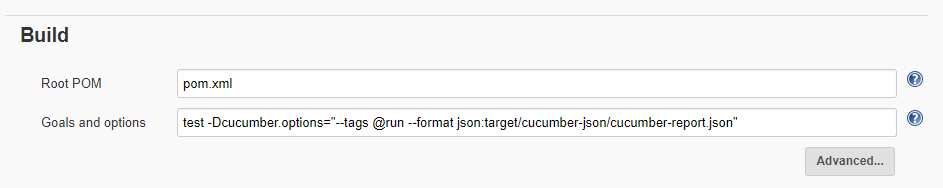 Build
Root POM pom.xml ?
Goals and options test -Dcucumber.options="--tags @run --format json:target/cucumber-json/cucumber-report.json" ?
Advanced...